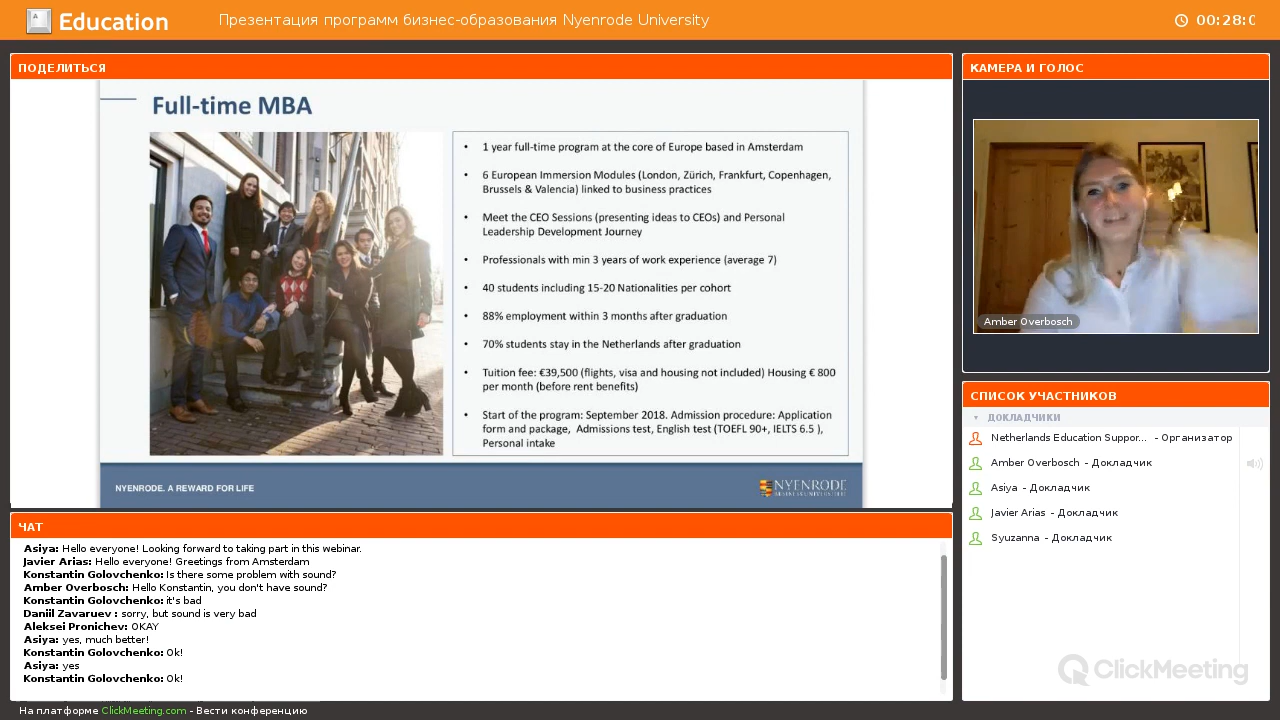 A Education
Презентация программ бизнес-образования Nyenrode University
00:28:0
ПОДЕЛИТЬСЯ
Full-time MBA
• 1 year full-time program at the core of Europe based in Amsterdam
• 6 European Immersion Modules (London, Zürich, Frankfurt, Copenhagen,
Brussels & Valencia) linked to business practices
• Meet the CEO Sessions (presenting ideas to CEOs) and Personal
Leadership Development Journey
• Professionals with min 3 years of work experience (average 7)
• 40 students including 15-20 Nationalities per cohort
• 88% employment within 3 months after graduation
• 70% students stay in the Netherlands after graduation
• Tuition fee: €39,500 (flights, visa and housing not included) Housing € 800
per month (before rent benefits)
• Start of the program: September 2018. Admission procedure: Application
form and package, Admissions test, English test (TOEFL 90+, IELTS 6.5 ),
Personal intake
NYENRODE. A REWARD FOR LIFE
NYENRODE
КАМЕРА И ГОЛОС
Amber Overbosch
СПИСОК УЧАСТНИКОВ
ДОКЛАДЧИКИ
Netherlands Education Suppor... - Организатор
Amber Overbosch - Докладчик
Asiya - Докладчик
Javier Arias - Докладчик
Syuzanna - Докладчик
ClickMeeting
ЧАТ
Asiya: Hello everyone! Looking forward to taking part in this webinar.
Javier Arias: Hello everyone! Greetings from Amsterdam
Konstantin Golovchenko: Is there some problem with sound?
Amber Overbosch: Hello Konstantin, you don't have sound?
Konstantin Golovchenko: it's bad
Daniil Zavaruev : sorry, but sound is very bad
Aleksei Pronichev: OKAY
Asiya: yes, much better!
Konstantin Golovchenko: Ok!
Asiya: yes
Konstantin Golovchenko: Ok!
На платформе ClickMeeting.com - Вести конференцию